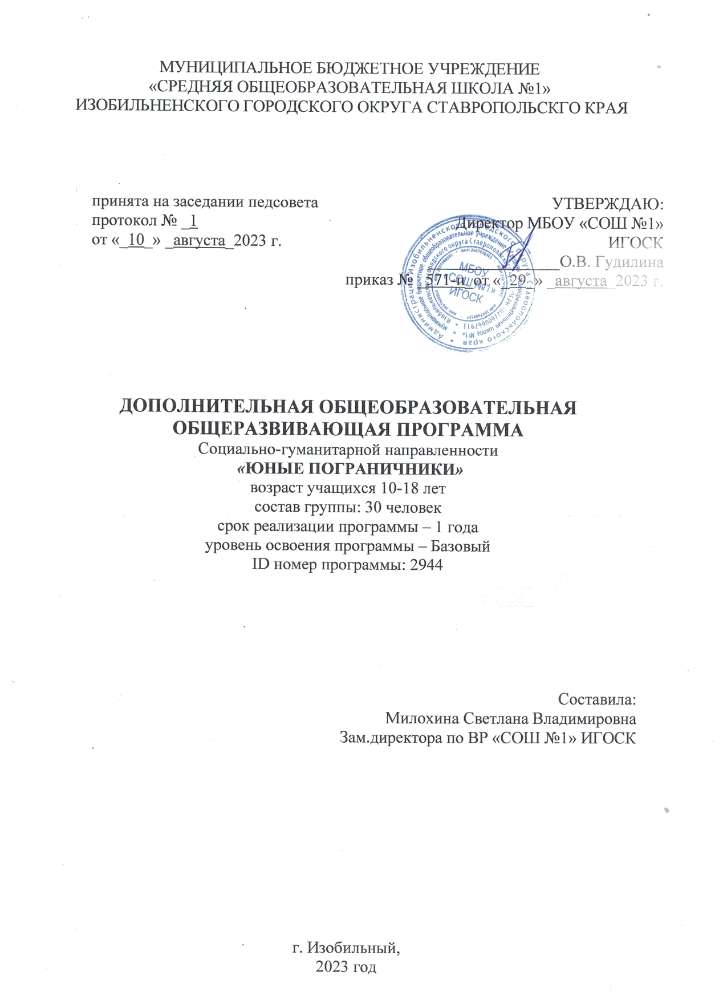 МУНИЦИПАЛЬНОЕ БЮДЖЕТНОЕ УЧРЕЖДЕНИЕ
«СРЕДНЯЯ ОБЩЕОБРАЗОВАТЕЛЬНАЯ ШКОЛА №1»
ИЗОБИЛЬНЕНСКОГО ГОРОДСКОГО ОКРУГА СТАВРОПОЛЬСКГО КРАЯ
принята на заседании педсовета
протокол № _1
от «_10_» _августа_2023 г.
УТВЕРЖДАЮ:
Директор МБОУ «СОШ №1»
ИГОСК
________________О.В. Гудилина
приказ № _571-п_от «_29_» _августа_2023 г.
МБОУ
«СОШ №1»
ИГОСК
ДОПОЛНИТЕЛЬНАЯ ОБЩЕОБРАЗОВАТЕЛЬНАЯ
ОБЩЕРАЗВИВАЮЩАЯ ПРОГРАММА
Социально-гуманитарной направленности
«ЮНЫЕ ПОГРАНИЧНИКИ»
возраст учащихся 10-18 лет
состав группы: 30 человек
срок реализации программы – 1 года
уровень освоения программы – Базовый
ID номер программы: 2944
Составила:
Милохина Светлана Владимировна
Зам.директора по ВР «СОШ №1» ИГОСК
г. Изобильный,
2023 год